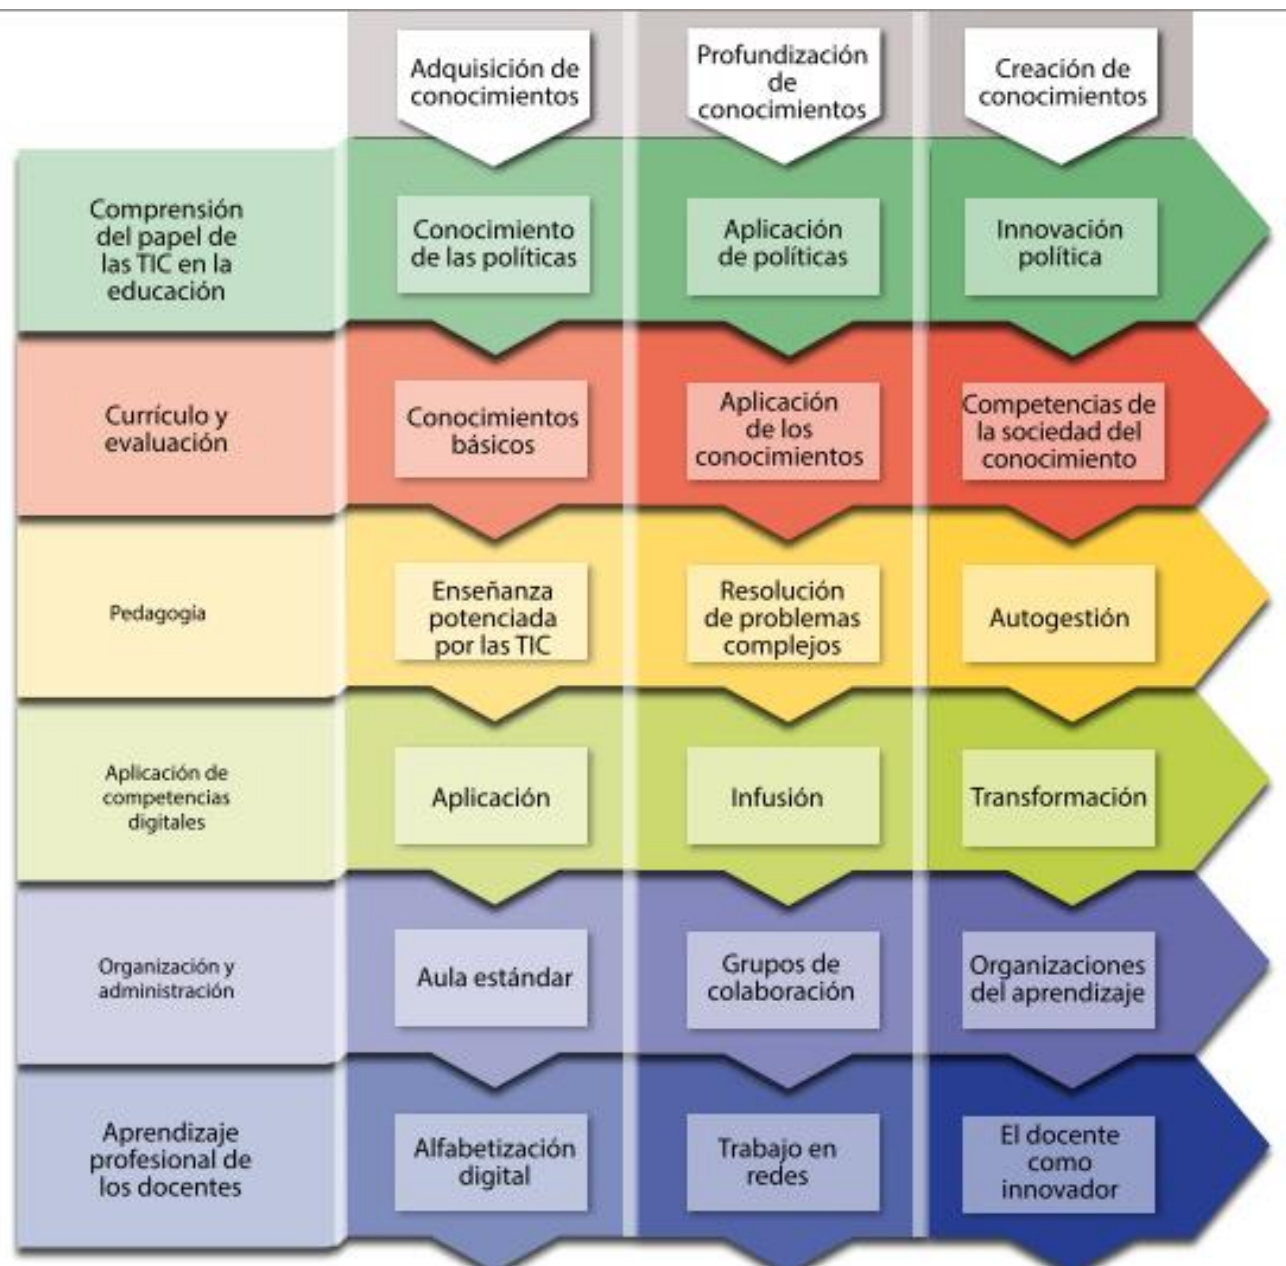 Adquisición de
conocimientos
Profundización
de
conocimientos
Creación de
conocimientos
Comprensión
del papel de
las TIC en la
educación
Conocimiento
de las políticas
Aplicación
de políticas
Innovación
política
Currículo y
evaluación
Conocimientos
básicos
Aplicación
de los
conocimientos
Competencias de
la sociedad del
conocimiento
Pedagogía
Enseñanza
potenciada
por las TIC
Resolución
de problemas
complejos
Autogestión
Aplicación de
competencias
digitales
Aplicación
Infusión
Transformación
Organización y
administración
Aula estándar
Grupos de
colaboración
Organizaciones
del aprendizaje
Aprendizaje
profesional de
los docentes
Alfabetización
digital
Trabajo en
redes
El docente
como
innovador